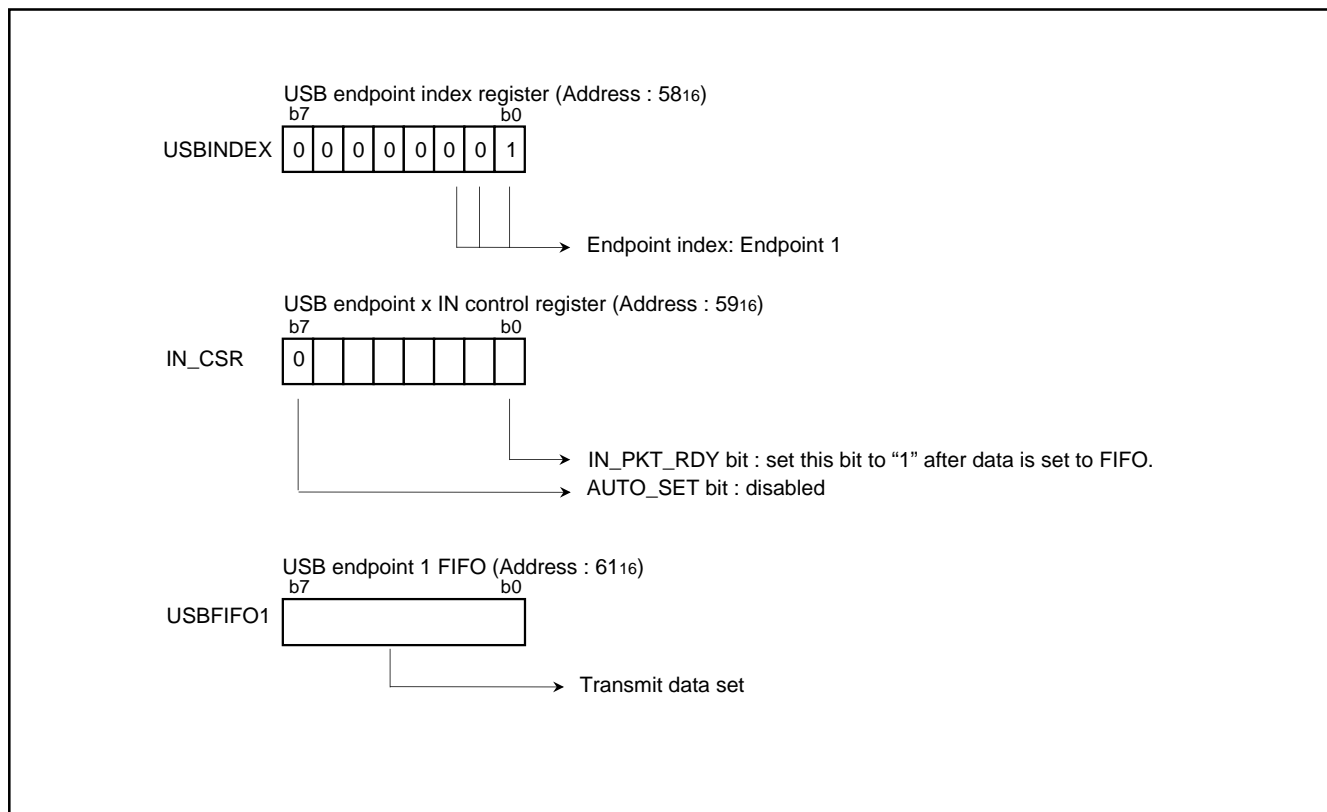 USB endpoint index register (Address : 5816)
b7 b0
USBINDEX 0 0 0 0 0 0 0 1
Endpoint index: Endpoint 1
USB endpoint x IN control register (Address : 5916)
b7 b0
IN_CSR 0
IN_PKT_RDY bit : set this bit to “1” after data is set to FIFO.
AUTO_SET bit : disabled
USB endpoint 1 FIFO (Address : 6116)
b7 b0
USBFIFO1
Transmit data set